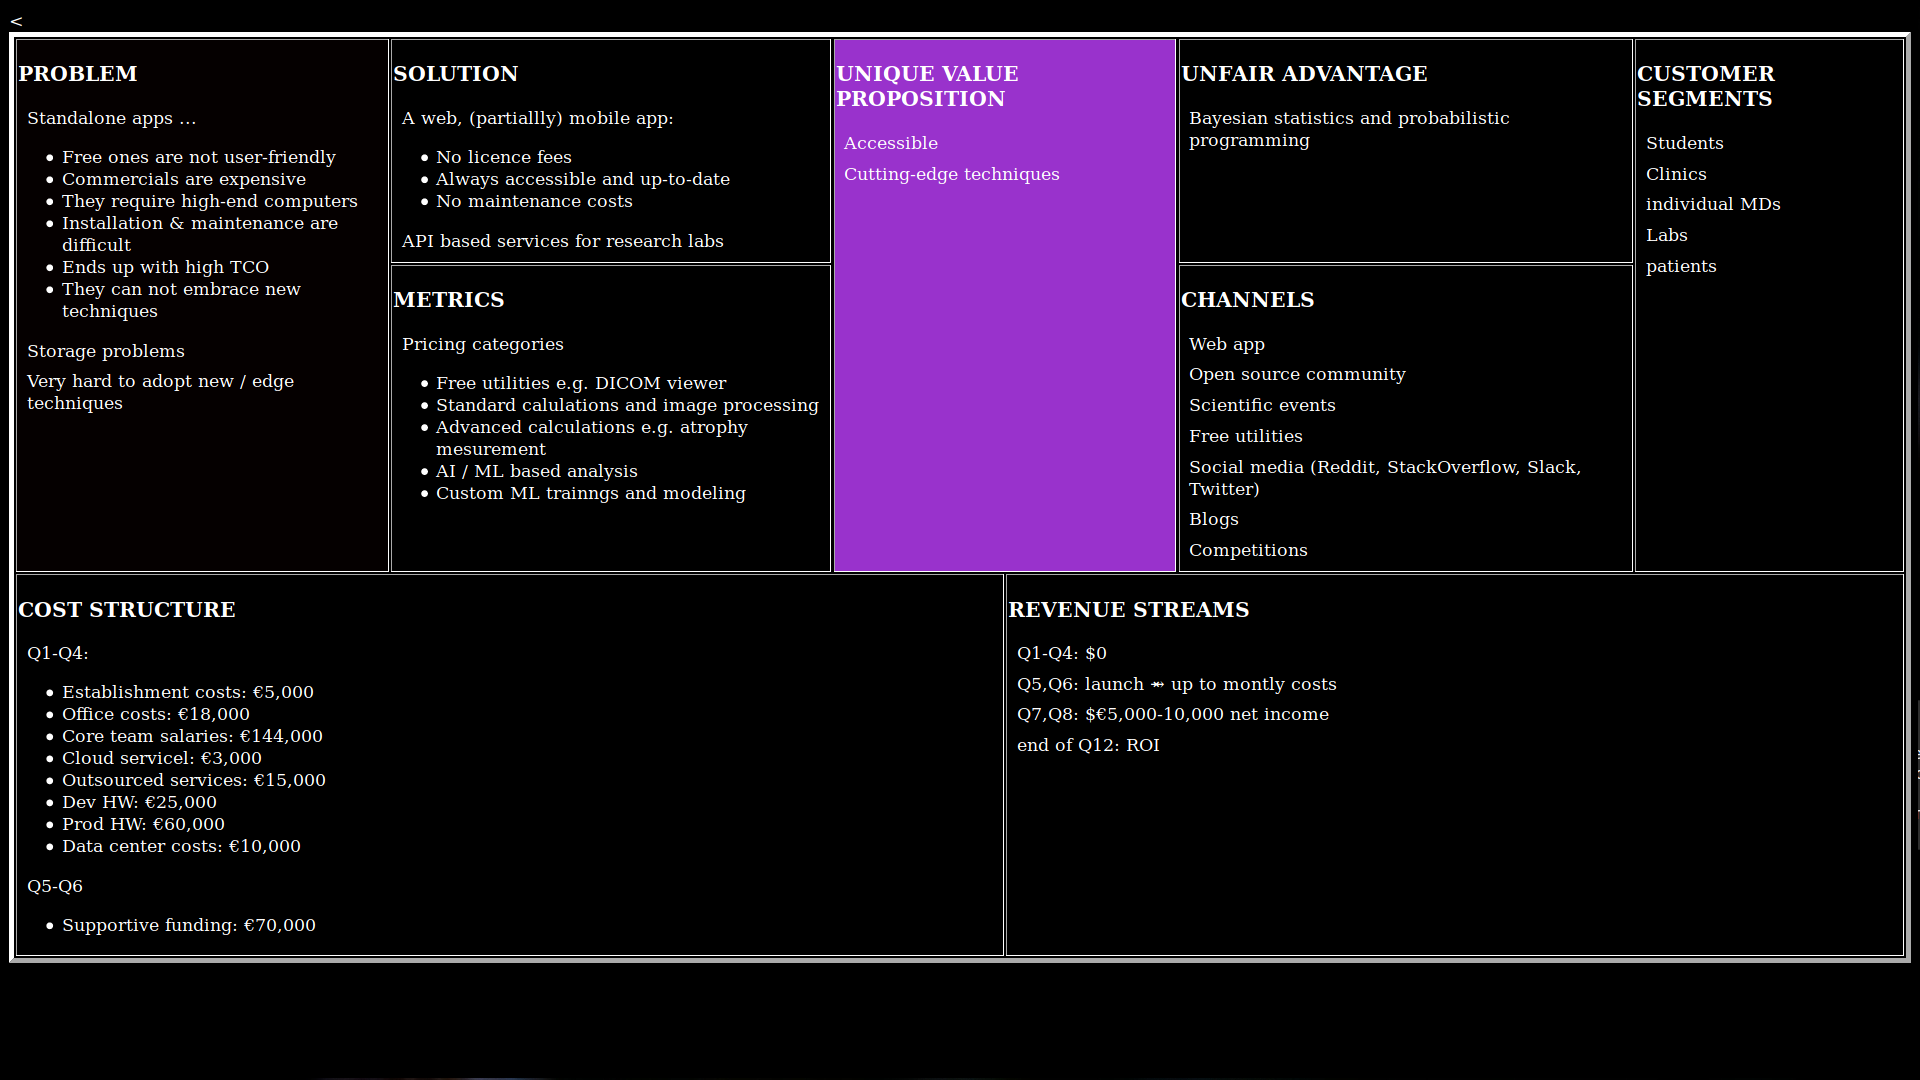 <
PROBLEM
Standalone apps ...
• Free ones are not user-friendly
• Commercials are expensive
• They require high-end computers
• Installation & maintenance are
difficult
• Ends up with high TCO
• They can not embrace new
techniques
Storage problems
Very hard to adopt new / edge
techniques
SOLUTION
A web, (partiallly) mobile app:
• No licence fees
• Always accessible and up-to-date
• No maintenance costs
API based services for research labs
METRICS
Pricing categories
• Free utilities e.g. DICOM viewer
• Standard calulations and image processing
• Advanced calculations e.g. atrophy
mesurement
• AI / ML based analysis
• Custom ML trainngs and modeling
UNIQUE VALUE
PROPOSITION
Accessible
Cutting-edge techniques
UNFAIR ADVANTAGE
Bayesian statistics and probabilistic
programming
CHANNELS
Web app
Open source community
Scientific events
Free utilities
Social media (Reddit, StackOverflow, Slack,
Twitter)
Blogs
Competitions
CUSTOMER
SEGMENTS
Students
Clinics
individual MDs
Labs
patients
COST STRUCTURE
Q1-Q4:
• Establishment costs: €5,000
• Office costs: €18,000
• Core team salaries: €144,000
• Cloud servicel: €3,000
• Outsourced services: €15,000
• Dev HW: €25,000
• Prod HW: €60,000
• Data center costs: €10,000
Q5-Q6
• Supportive funding: €70,000
REVENUE STREAMS
Q1-Q4: $0
Q5,Q6: launch ⤀ up to montly costs
Q7,Q8: $€5,000-10,000 net income
end of Q12: ROI